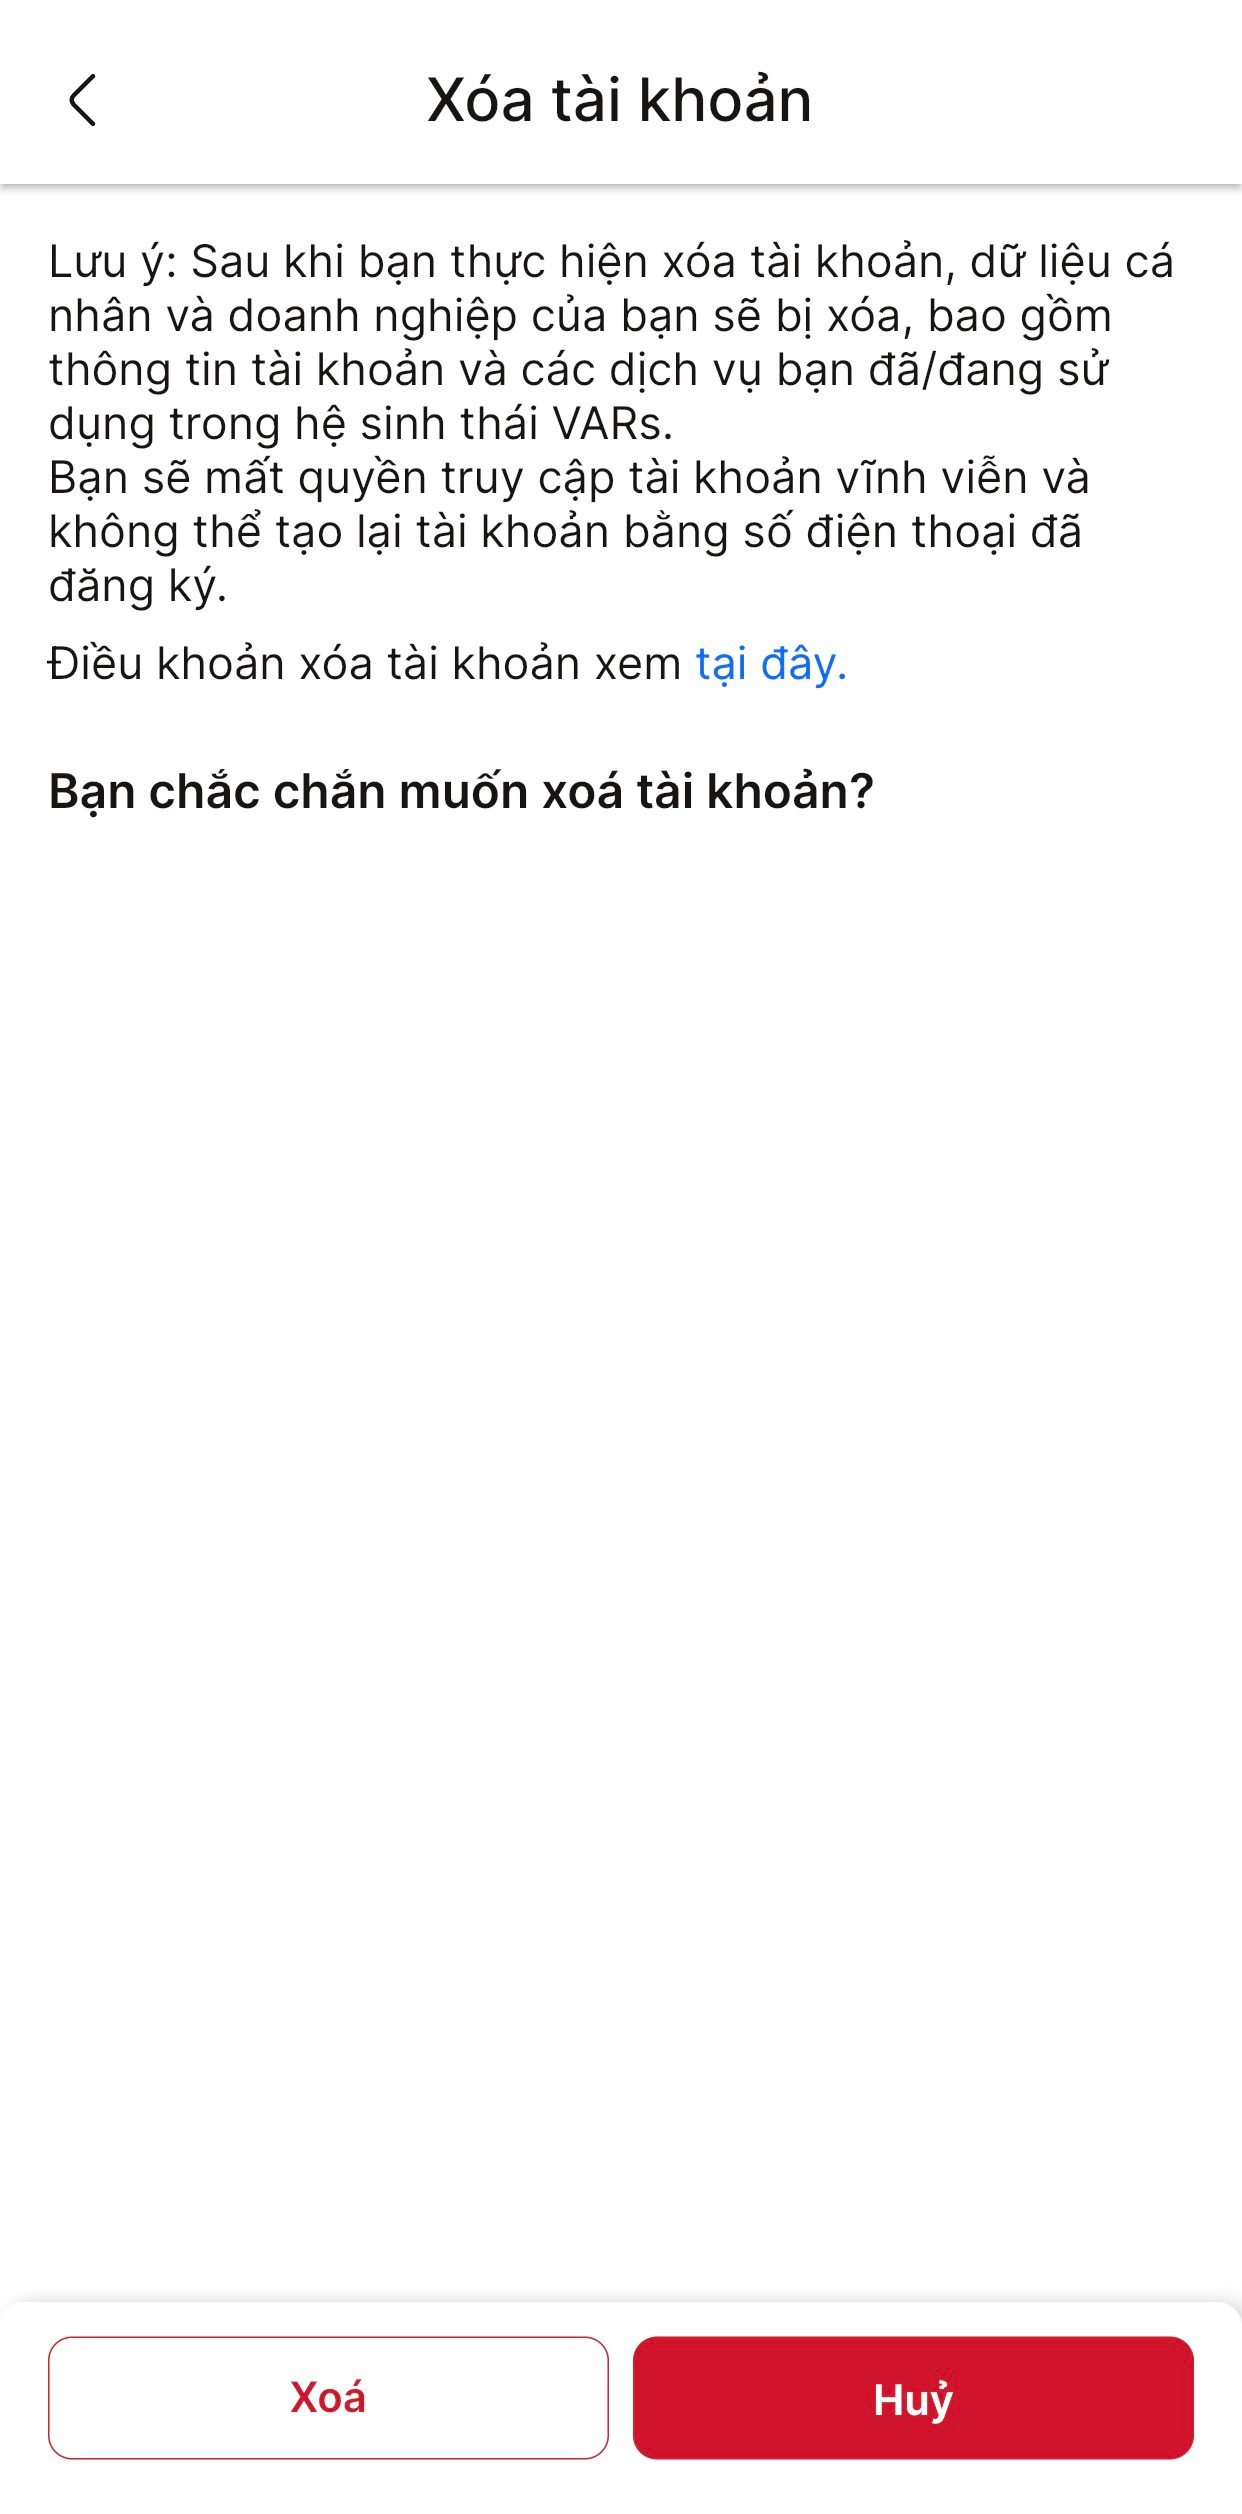 Xóa tài khoản
Lưu ý: Sau khi bạn thực hiện xóa tài khoản, dữ liệu cá
nhân và doanh nghiệp của bạn sẽ bị xóa, bao gồm
thông tin tài khoản và các dịch vụ bạn đã/đang sử
dụng trong hệ sinh thái VARs.
Bạn sẽ mất quyền truy cập tài khoản vĩnh viễn và
không thể tạo lại tài khoản bằng số điện thoại đã
đăng ký.
Điều khoản xóa tài khoản xem tại đây.
Bạn chắc chắn muốn xoá tài khoản?
Xoá
Huỷ